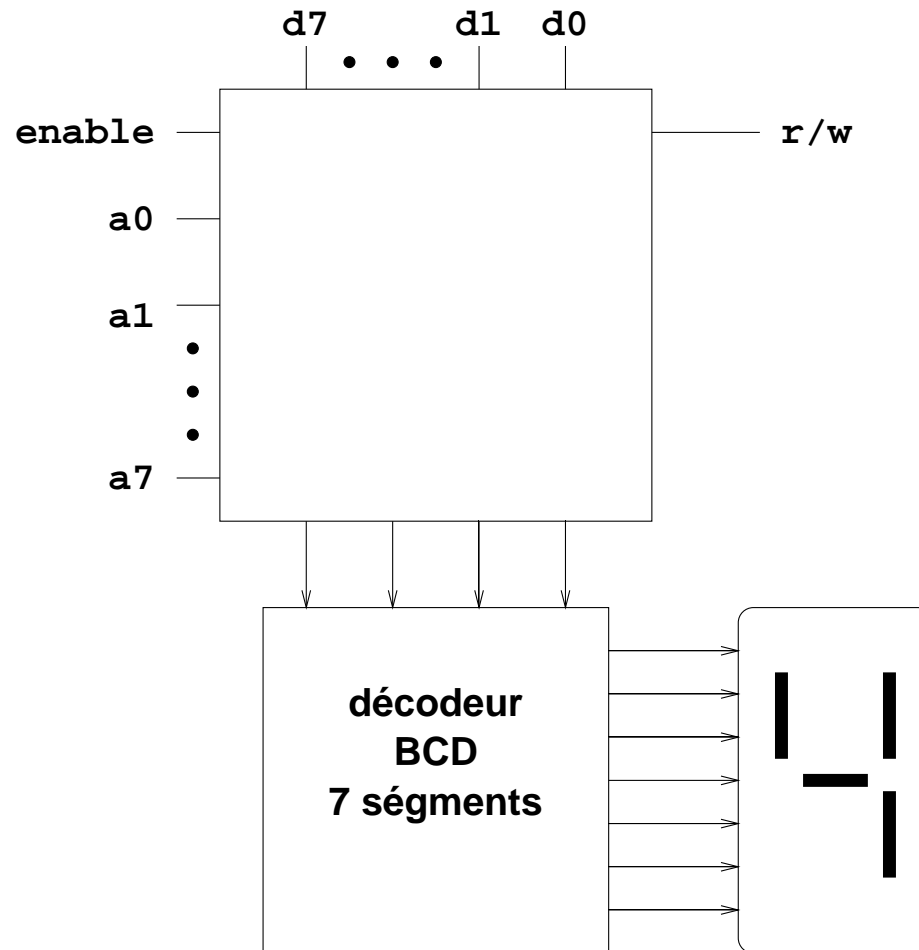 d7 d1 d0
enable r/w
a0
a1
a7
décodeur
BCD
7 ségments